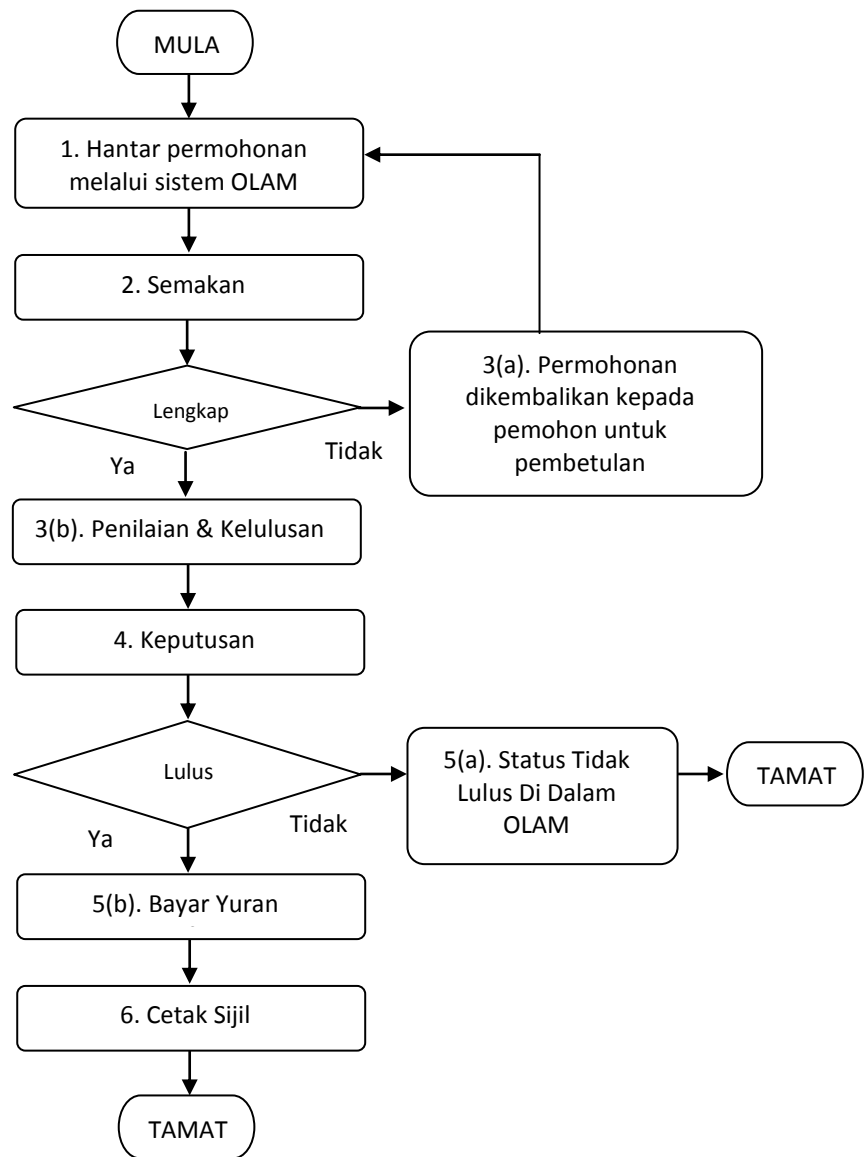 MULA
1. Hantar permohonan
melalui sistem OLAM
2. Semakan
Lengkap
Tidak
Ya
3(a). Permohonan
dikembalikan kepada
pemohon untuk
pembetulan
3(b). Penilaian & Kelulusan
4. Keputusan
Lulus
Tidak
Ya
5(a). Status Tidak
Lulus Di Dalam
OLAM
TAMAT
5(b). Bayar Yuran
6. Cetak Sijil
TAMAT